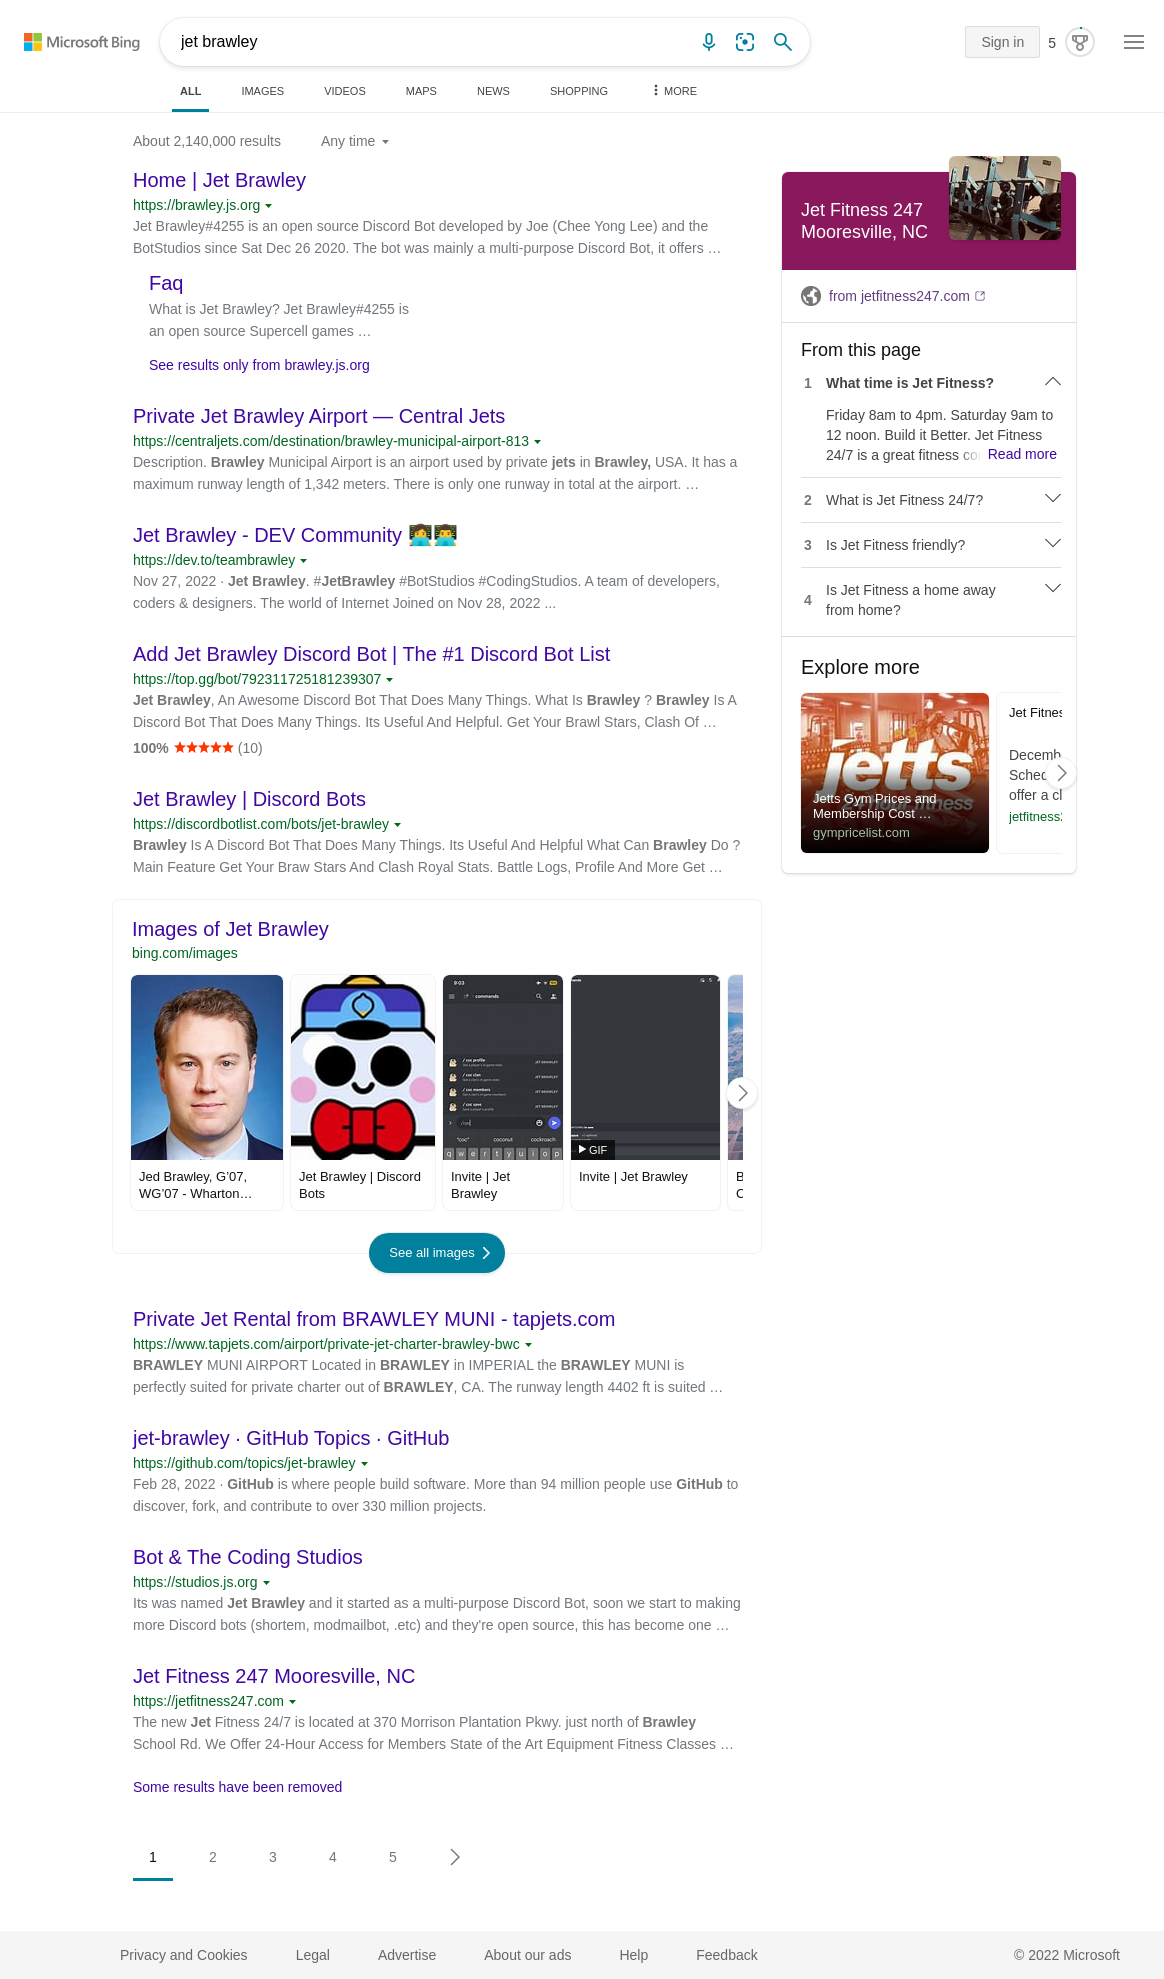 Microsoft Bing
jet brawley
Sign in
5
ALL
IMAGES
VIDEOS
MAPS
NEWS
SHOPPING
MORE
About 2,140,000 results
Any time
Home | Jet Brawley
https://brawley.js.org
Jet Brawley#4255 is an open source Discord Bot developed by Joe (Chee Yong Lee) and the
BotStudios since Sat Dec 26 2020. The bot was mainly a multi-purpose Discord Bot, it offers …
Faq
What is Jet Brawley? Jet Brawley#4255 is
an open source Supercell games …
See results only from brawley.js.org
Private Jet Brawley Airport — Central Jets
https://centraljets.com/destination/brawley-municipal-airport-813
Description. Brawley Municipal Airport is an airport used by private jets in Brawley, USA. It has a
maximum runway length of 1,342 meters. There is only one runway in total at the airport. …
Jet Brawley - DEV Community 👩‍💻👨‍💻
https://dev.to/teambrawley
Nov 27, 2022 · Jet Brawley. #JetBrawley #BotStudios #CodingStudios. A team of developers,
coders & designers. The world of Internet Joined on Nov 28, 2022 ...
Add Jet Brawley Discord Bot | The #1 Discord Bot List
https://top.gg/bot/792311725181239307
Jet Brawley, An Awesome Discord Bot That Does Many Things. What Is Brawley ? Brawley Is A
Discord Bot That Does Many Things. Its Useful And Helpful. Get Your Brawl Stars, Clash Of …
100% ★★★★★ (10)
Jet Brawley | Discord Bots
https://discordbotlist.com/bots/jet-brawley
Brawley Is A Discord Bot That Does Many Things. Its Useful And Helpful What Can Brawley Do ?
Main Feature Get Your Braw Stars And Clash Royal Stats. Battle Logs, Profile And More Get …
Images of Jet Brawley
bing.com/images
9:03
commands
/ coc profile
JET BRAWLEY
/ coc clan
JET BRAWLEY
/ coc members
JET BRAWLEY
/ coc save
JET BRAWLEY
/coc
"coc" coconut cockroach
q w e r t y u i o p
GIF
Jed Brawley, G'07,
WG'07 - Wharton…
Jet Brawley | Discord
Bots
Invite | Jet
Brawley
Invite | Jet Brawley
See all images
Private Jet Rental from BRAWLEY MUNI - tapjets.com
https://www.tapjets.com/airport/private-jet-charter-brawley-bwc
BRAWLEY MUNI AIRPORT Located in BRAWLEY in IMPERIAL the BRAWLEY MUNI is
perfectly suited for private charter out of BRAWLEY, CA. The runway length 4402 ft is suited …
jet-brawley · GitHub Topics · GitHub
https://github.com/topics/jet-brawley
Feb 28, 2022 · GitHub is where people build software. More than 94 million people use GitHub to
discover, fork, and contribute to over 330 million projects.
Bot & The Coding Studios
https://studios.js.org
Its was named Jet Brawley and it started as a multi-purpose Discord Bot, soon we start to making
more Discord bots (shortem, modmailbot, .etc) and they're open source, this has become one …
Jet Fitness 247 Mooresville, NC
https://jetfitness247.com
The new Jet Fitness 24/7 is located at 370 Morrison Plantation Pkwy. just north of Brawley
School Rd. We Offer 24-Hour Access for Members State of the Art Equipment Fitness Classes …
Some results have been removed
1 2 3 4 5
Jet Fitness 247
Mooresville, NC
from jetfitness247.com
From this page
1 What time is Jet Fitness?
Friday 8am to 4pm. Saturday 9am to
12 noon. Build it Better. Jet Fitness
24/7 is a great fitness co Read more
2 What is Jet Fitness 24/7?
3 Is Jet Fitness friendly?
4 Is Jet Fitness a home away
from home?
Explore more
jetts
24 hour fitness
Jetts Gym Prices and
Membership Cost …
gympricelist.com
Jet Fitnes
Decemb
Sched
offer a cl
jetfitness2
Privacy and Cookies
Legal
Advertise
About our ads
Help
Feedback
© 2022 Microsoft